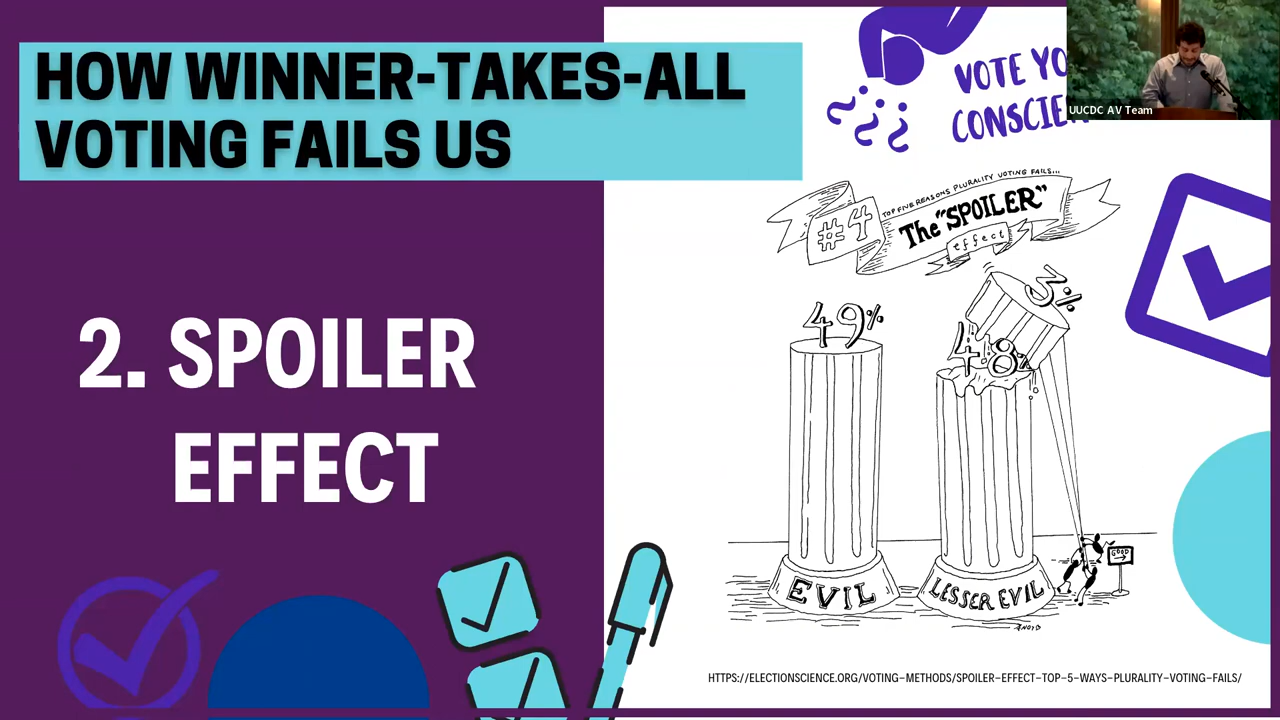 HOW WINNER-TAKES-ALL
VOTING FAILS US
2. SPOILER
EFFECT
VOTE YO
CONSCIEN
UUCDC AV Team
TOP FIVE REASONS PLURALITY VOTING FAILS...
#4
The "SPOILER"
effect
3%
49%
48%
GOOD
EVIL
LESSER EVIL
HTTPS://ELECTIONSCIENCE.ORG/VOTING-METHODS/SPOILER-EFFECT-TOP-5-WAYS-PLURALITY-VOTING-FAILS/